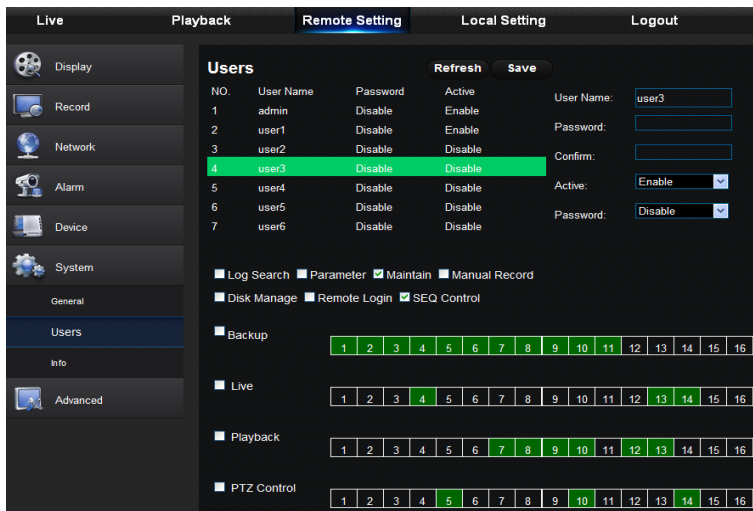 Live Playback Remote Setting Local Setting Logout
Display
Record
Network
Alarm
Device
System
General
Users
Info
Advanced
Users Refresh Save
NO. User Name Password Active
1 admin Disable Enable
2 user1 Disable Enable
3 user2 Disable Disable
4 user3 Disable Disable
5 user4 Disable Disable
6 user5 Disable Disable
7 user6 Disable Disable
User Name: user3
Password:
Confirm:
Active: Enable
Password: Disable
Log Search Parameter Maintain Manual Record
Disk Manage Remote Login SEQ Control
Backup
1 2 3 4 5 6 7 8 9 10 11 12 13 14 15 16
Live
1 2 3 4 5 6 7 8 9 10 11 12 13 14 15 16
Playback
1 2 3 4 5 6 7 8 9 10 11 12 13 14 15 16
PTZ Control
1 2 3 4 5 6 7 8 9 10 11 12 13 14 15 16